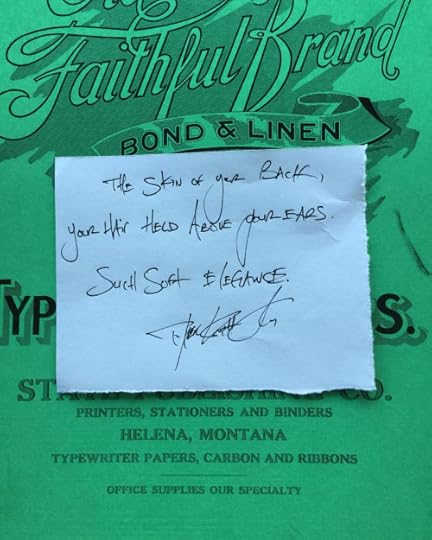 Faithful Brand
BOND & LINEN
THE SKIN OF your BACK,
your HAIR HELD ABOVE your EARS.
SUCH SOFT ELEGANCE.
TYP
S.
CO.
PRINTERS, STATIONERS AND BINDERS
HELENA, MONTANA
TYPEWRITER PAPERS, CARBON AND RIBBONS
OFFICE SUPPLIES OUR SPECIALTY